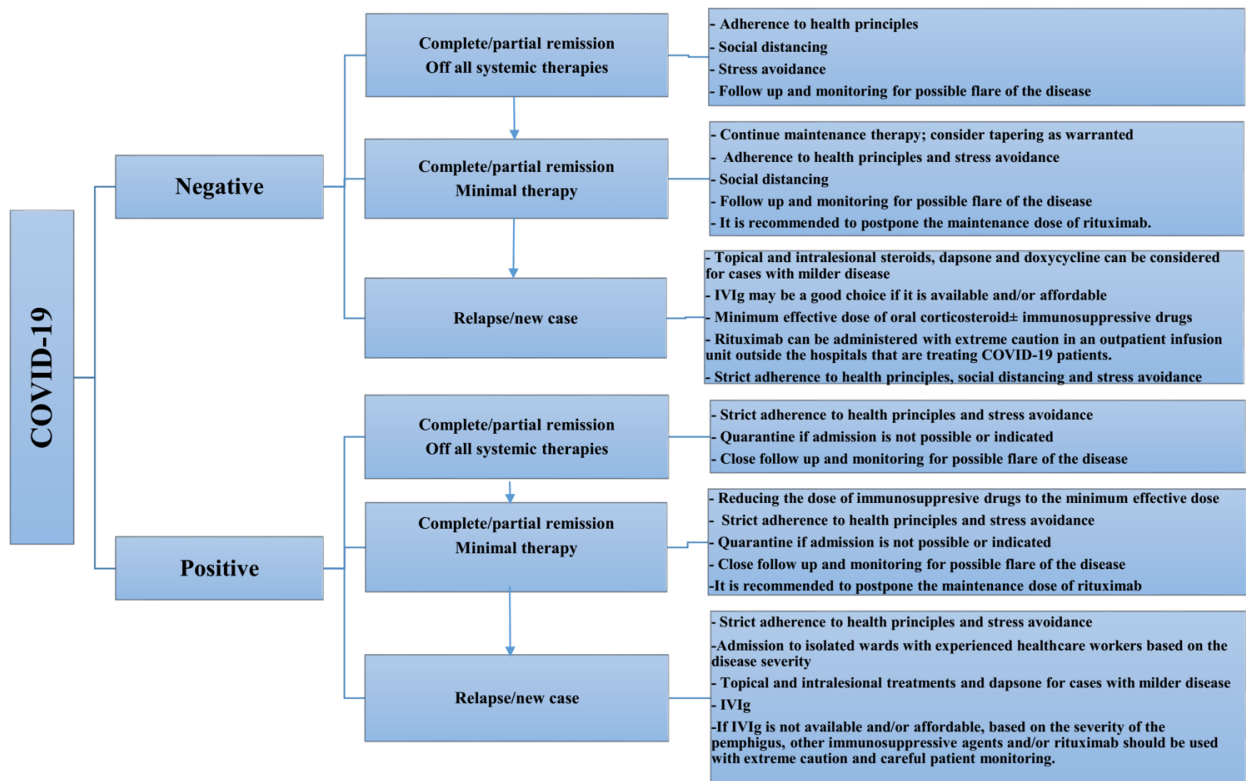 COVID-19
Negative
Complete/partial remission
Off all systemic therapies
- Adherence to health principles
- Social distancing
- Stress avoidance
- Follow up and monitoring for possible flare of the disease
Complete/partial remission
Minimal therapy
- Continue maintenance therapy; consider tapering as warranted
- Adherence to health principles and stress avoidance
- Social distancing
- Follow up and monitoring for possible flare of the disease
- It is recommended to postpone the maintenance dose of rituximab.
Relapse/new case
- Topical and intralesional steroids, dapsone and doxycycline can be considered
for cases with milder disease
- IVIg may be a good choice if it is available and/or affordable
- Minimum effective dose of oral corticosteroid± immunosuppressive drugs
- Rituximab can be administered with extreme caution in an outpatient infusion
unit outside the hospitals that are treating COVID-19 patients.
- Strict adherence to health principles, social distancing and stress avoidance
Positive
Complete/partial remission
Off all systemic therapies
- Strict adherence to health principles and stress avoidance
- Quarantine if admission is not possible or indicated
- Close follow up and monitoring for possible flare of the disease
Complete/partial remission
Minimal therapy
- Reducing the dose of immunosuppresive drugs to the minimum effective dose
- Strict adherence to health principles and stress avoidance
- Quarantine if admission is not possible or indicated
- Close follow up and monitoring for possible flare of the disease
-It is recommended to postpone the maintenance dose of rituximab
Relapse/new case
- Strict adherence to health principles and stress avoidance
-Admission to isolated wards with experienced healthcare workers based on the
disease severity
- Topical and intralesional treatments and dapsone for cases with milder disease
- IVIg
-If IVIg is not available and/or affordable, based on the severity of the
pemphigus, other immunosuppressive agents and/or rituximab should be used
with extreme caution and careful patient monitoring.